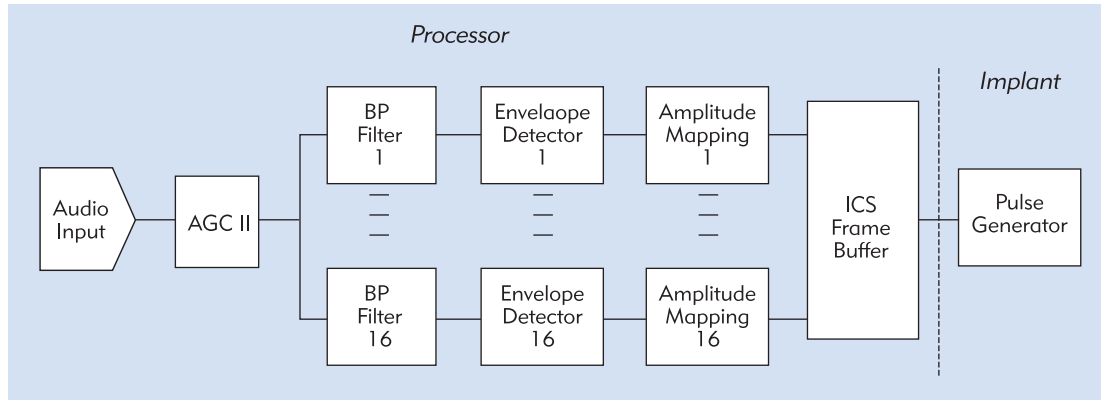 Processor
Implant
Audio
Input
AGC II
BP
Filter
1
Envelaope
Detector
1
Amplitude
Mapping
1
BP
Filter
16
Envelope
Detector
16
Amplitude
Mapping
16
ICS
Frame
Buffer
Pulse
Generator